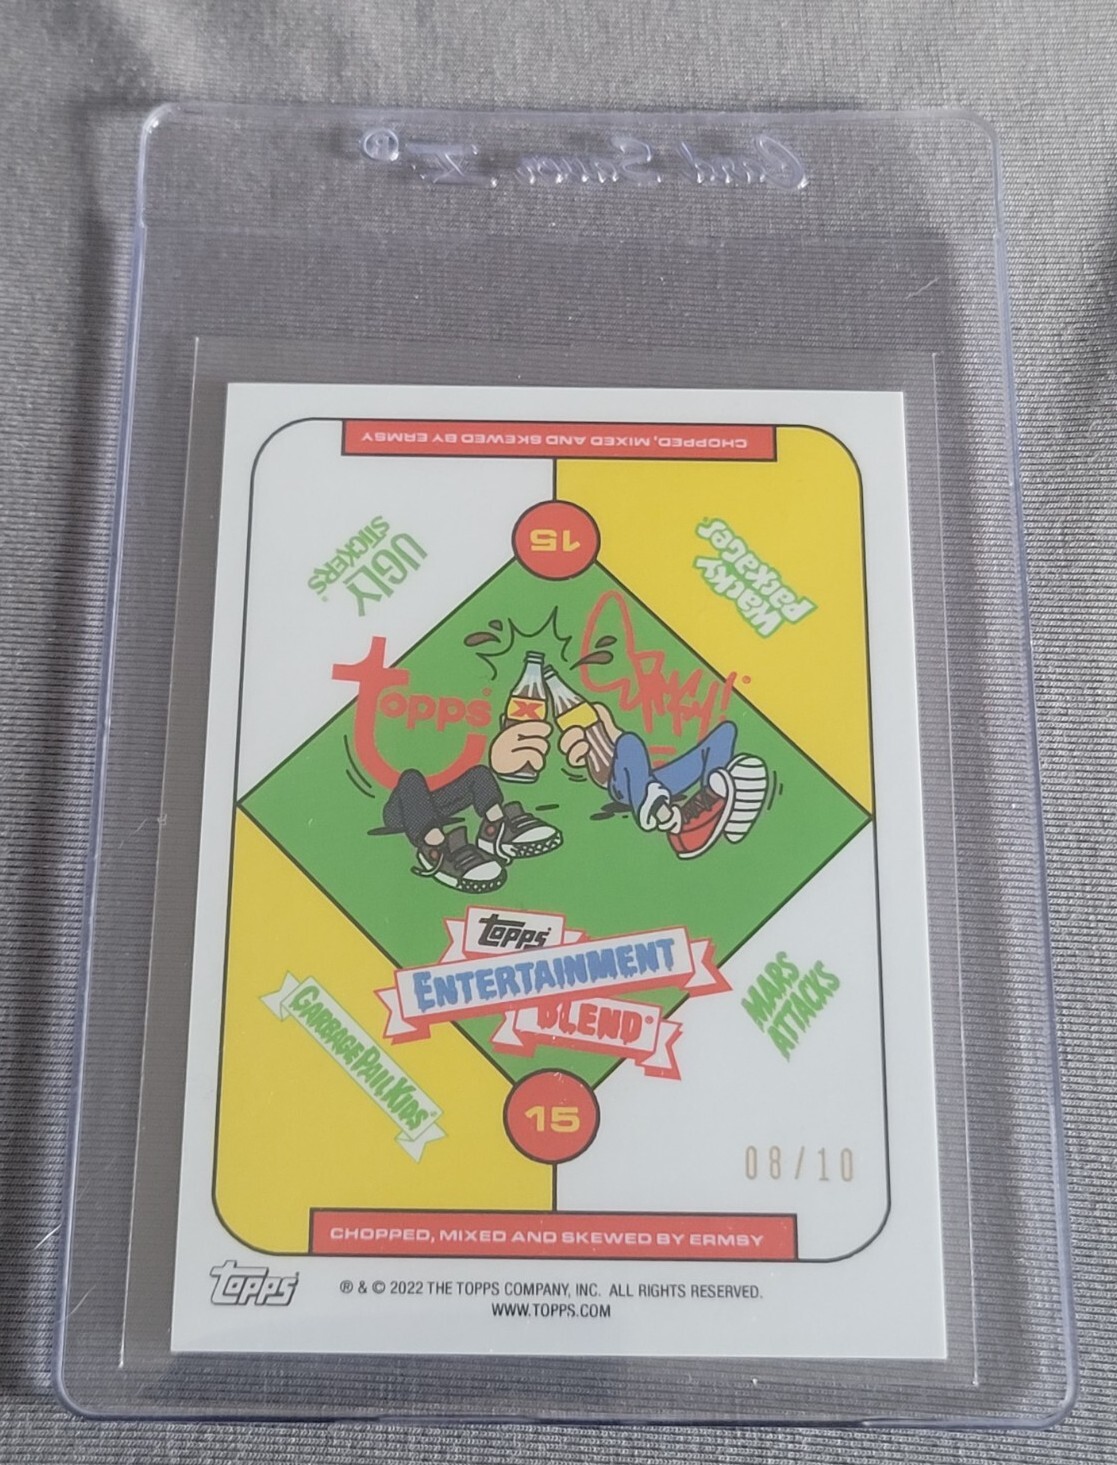 Card Saver I®
CHOPPED, MIXED AND SKEWED BY ERMSY
15
UGLY
STICKERS®
Wacky
Packages®
topps®
X
Ermsy!®
topps®
ENTERTAINMENT
BLEND®
GARBAGE PAIL KIDS®
MARS
ATTACKS
15
08/10
CHOPPED, MIXED AND SKEWED BY ERMSY
topps®
® & © 2022 THE TOPPS COMPANY, INC. ALL RIGHTS RESERVED.
WWW.TOPPS.COM